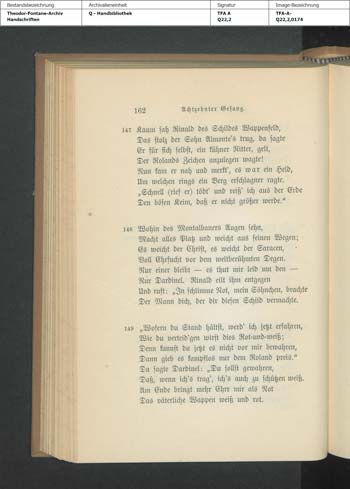 Bestandsbezeichnung Archivalieneinheit Signatur Image-Bezeichnung
Theodor-Fontane-Archiv Q - Handbibliothek TFA A TFA-A-
Handschriften Q22,2 Q22,2,0174
162 Achtzehnter Gesang.
147 Kaum sah Rinald des Schildes Wappenfeld,
Das stolz der Sohn Almonte's trug, da sagte
Er für sich selbst, ein kühner Ritter, gelt,
Der Rolands Zeichen anzulegen wagte!
Nun kam er nah und merkt', es war ein Held,
Um welchen rings ein Berg erschlagner ragte.
„Schnell (rief er) tödt' und reiß' ich aus der Erde
Den bösen Keim, daß er nicht größer werde.“
148 Wohin des Montalbaners Augen sehn,
Macht alles Platz und weicht aus seinen Wegen;
Es weicht der Christ, es weicht der Saracen,
Voll Ehrfurcht vor dem weltberühmten Degen.
Nur einer bleibt — es thut mir leid um den —
Nur Dardinel. Rinald eilt ihm entgegen
Und ruft: „In schlimme Not, mein Söhnchen, brachte
Der Mann dich, der dir diesen Schild vermachte.
149 „Wofern du Stand hältst, werd' ich jetzt erfahren,
Wie du verteid'gen wirst dies Rot-und-weiß;
Denn kannst du jetzt es nicht vor mir bewahren,
Dann gieb es kampflos nur dem Roland preis.“
Da sagte Dardinel: „Du sollst gewahren,
Daß, wenn ich's trag', ich's auch zu schützen weiß.
Am Ende bringt mehr Ehr mir als Not
Das väterliche Wappen weiß und rot.